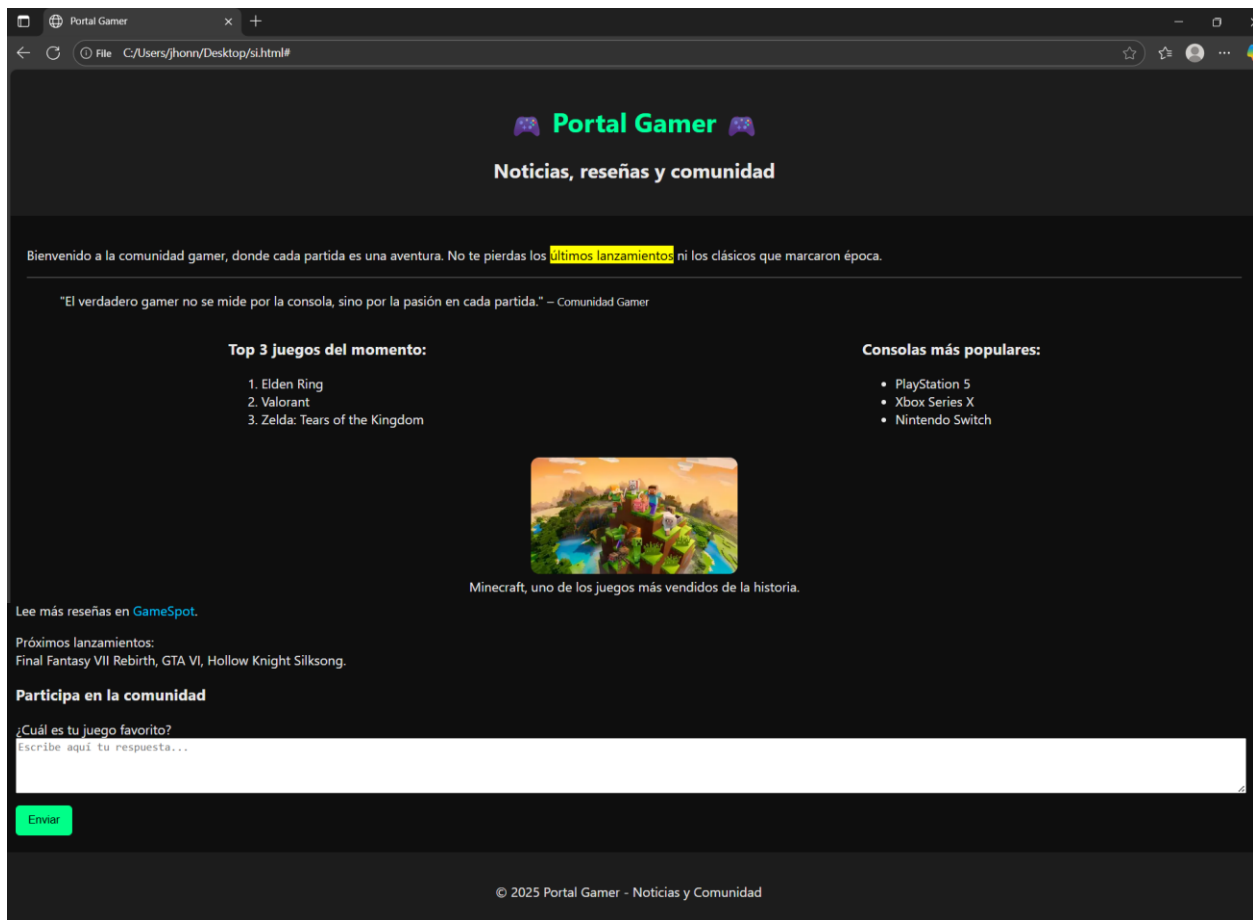 Portal Gamer
File C:/Users/jhonn/Desktop/si.html#
🎮 Portal Gamer 🎮
Noticias, reseñas y comunidad
Bienvenido a la comunidad gamer, donde cada partida es una aventura. No te pierdas los últimos lanzamientos ni los clásicos que marcaron época.
"El verdadero gamer no se mide por la consola, sino por la pasión en cada partida." – Comunidad Gamer
Top 3 juegos del momento:
1. Elden Ring
2. Valorant
3. Zelda: Tears of the Kingdom
Consolas más populares:
• PlayStation 5
• Xbox Series X
• Nintendo Switch
Minecraft, uno de los juegos más vendidos de la historia.
Lee más reseñas en GameSpot.
Próximos lanzamientos:
Final Fantasy VII Rebirth, GTA VI, Hollow Knight Silksong.
Participa en la comunidad
¿Cuál es tu juego favorito?
Escribe aquí tu respuesta...
Enviar
© 2025 Portal Gamer - Noticias y Comunidad